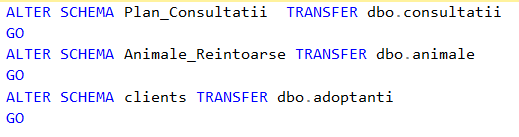 ALTER SCHEMA Plan_Consultatii  TRANSFER dbo.consultatii
GO
ALTER SCHEMA Animale_Reintoarse TRANSFER dbo.animale
GO
ALTER SCHEMA clients TRANSFER dbo.adoptanti
GO